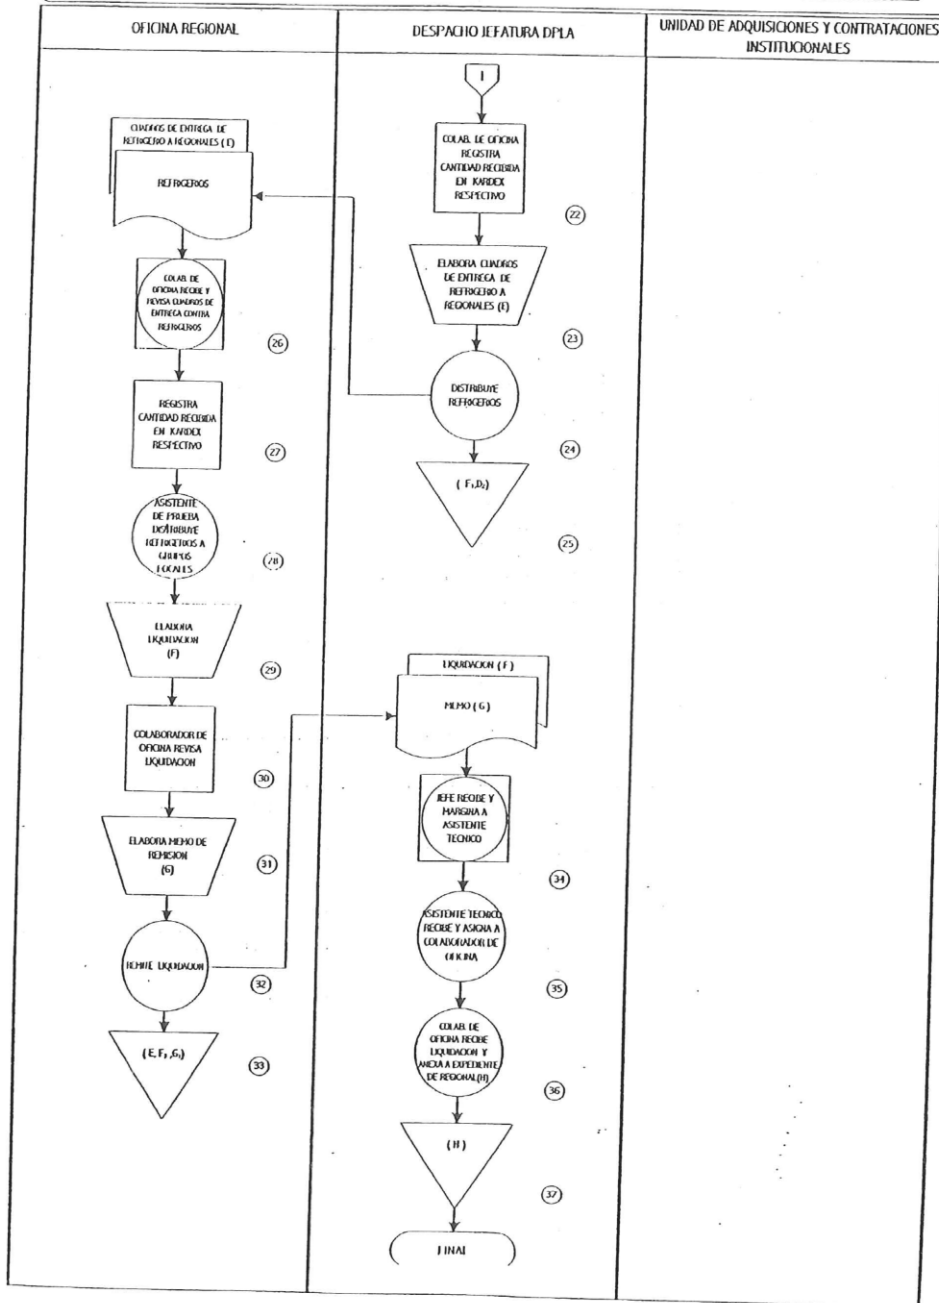 OFICINA REGIONAL
DESPACHO JEFATURA DPLA
UNIDAD DE ADQUISICIONES Y CONTRATACIONES
INSTITUCIONALES
CUADROS DE ENTREGA DE
REFRIGERIO A REGIONALES ( E )
REFRIGERIOS
COLAB. DE
OFICINA RECIBE Y
REVISA CUADROS DE
ENTREGA CONTRA
REFRIGERIOS
26
REGISTRA
CANTIDAD RECIBIDA
EN KARDEX
RESPECTIVO
27
ASISTENTE
DE PRUEBA
DISTRIBUYE
REFRIGERIOS A
GRUPOS
FOCALES
28
ELABORA
LIQUIDACION
(F)
29
COLABORADOR DE
OFICINA REVISA
LIQUIDACION
30
ELABORA MEMO DE
REMISION
(G)
31
REMITE LIQUIDACION
32
33
1
COLAB. DE OFICINA
REGISTRA
CANTIDAD RECIBIDA
EN KARDEX
RESPECTIVO
22
ELABORA CUADROS
DE ENTREGA DE
REFRIGERIO A
REGIONALES (E)
23
DISTRIBUYE
REFRIGERIOS
24
( F₁,D₂)
25
LIQUIDACION ( F )
MEMO ( G )
JEFE RECIBE Y
MARGINA A
ASISTENTE
TECNICO
34
ASISTENTE TECNICO
RECIBE Y ASIGNA A
COLABORADOR DE
OFICINA
35
COLAB. DE
OFICINA RECIBE
LIQUIDACION Y
ANEXA A EXPEDIENTE
DE REGIONAL(H)
36
( H )
37
FINAL